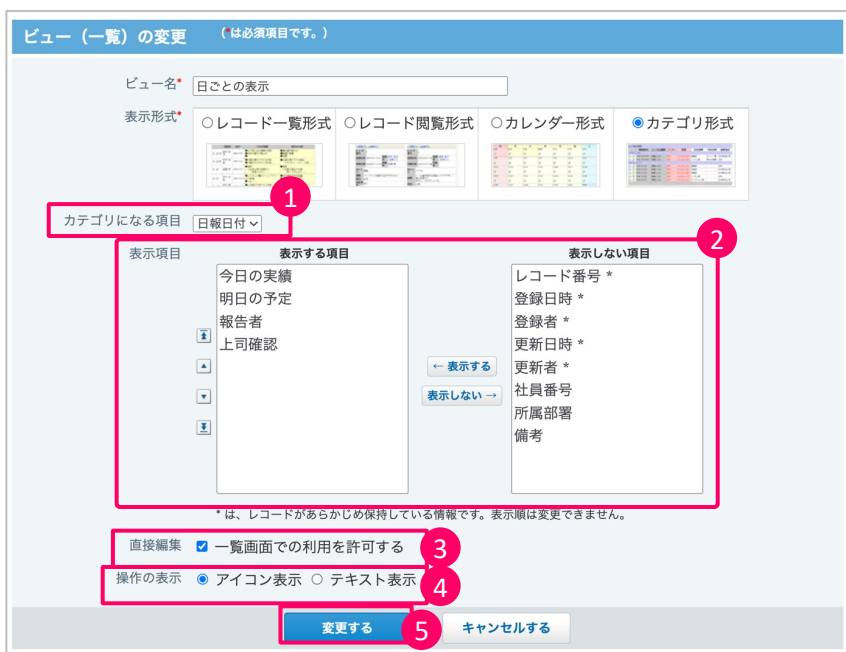 ビュー（一覧）の変更 (*は必須項目です。)
ビュー名* 日ごとの表示
表示形式* レコード一覧形式 レコード閲覧形式 カレンダー形式 カテゴリ形式
1
カテゴリになる項目 日報日付
2
表示項目 表示する項目 表示しない項目
今日の実績 レコード番号 *
明日の予定 登録日時 *
報告者 登録者 *
上司確認 更新日時 *
← 表示する 更新者 *
表示しない → 社員番号
所属部署
備考
* は、レコードがあらかじめ保持している情報です。表示順は変更できません。
直接編集 一覧画面での利用を許可する 3
操作の表示 アイコン表示 テキスト表示 4
変更する 5 キャンセルする